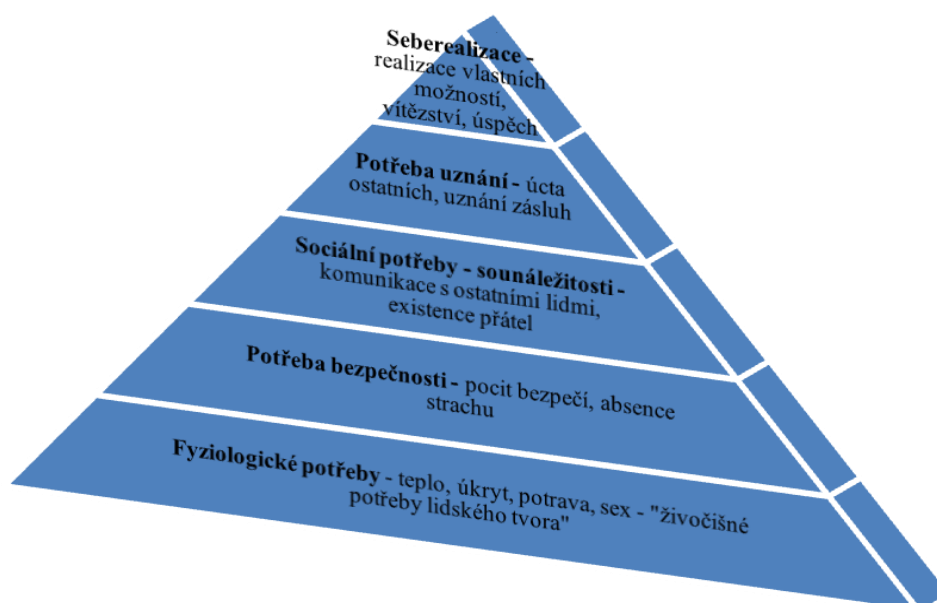 Seberealizace -
realizace vlastních
možností,
vítězství, úspěch
Potřeba uznání - úcta
ostatních, uznání zásluh
Sociální potřeby - sounáležitosti -
komunikace s ostatními lidmi,
existence přátel
Potřeba bezpečnosti - pocit bezpečí, absence
strachu
Fyziologické potřeby - teplo, úkryt, potrava, sex - "živočišné
potřeby lidského tvora"